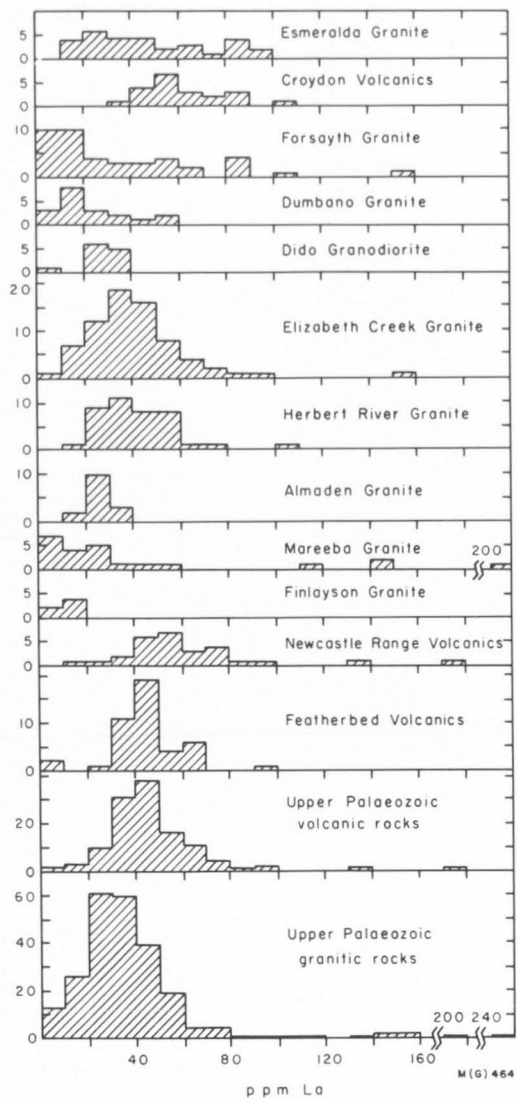 Esmeralda Granite
5
0
Croydon Volcanics
5
0
Forsayth Granite
10
0
Dumbano Granite
5
0
Dido Granodiorite
5
0
Elizabeth Creek Granite
20
10
0
Herbert River Granite
10
0
Almaden Granite
10
5
0
Mareeba Granite
200
5
0
Finlayson Granite
5
0
Newcastle Range Volcanics
5
0
Featherbed Volcanics
10
0
Upper Palaeozoic
volcanic rocks
20
0
Upper Palaeozoic
granitic rocks
60
40
20
0
200 240
40 80 120 160
M(G) 464
ppm La